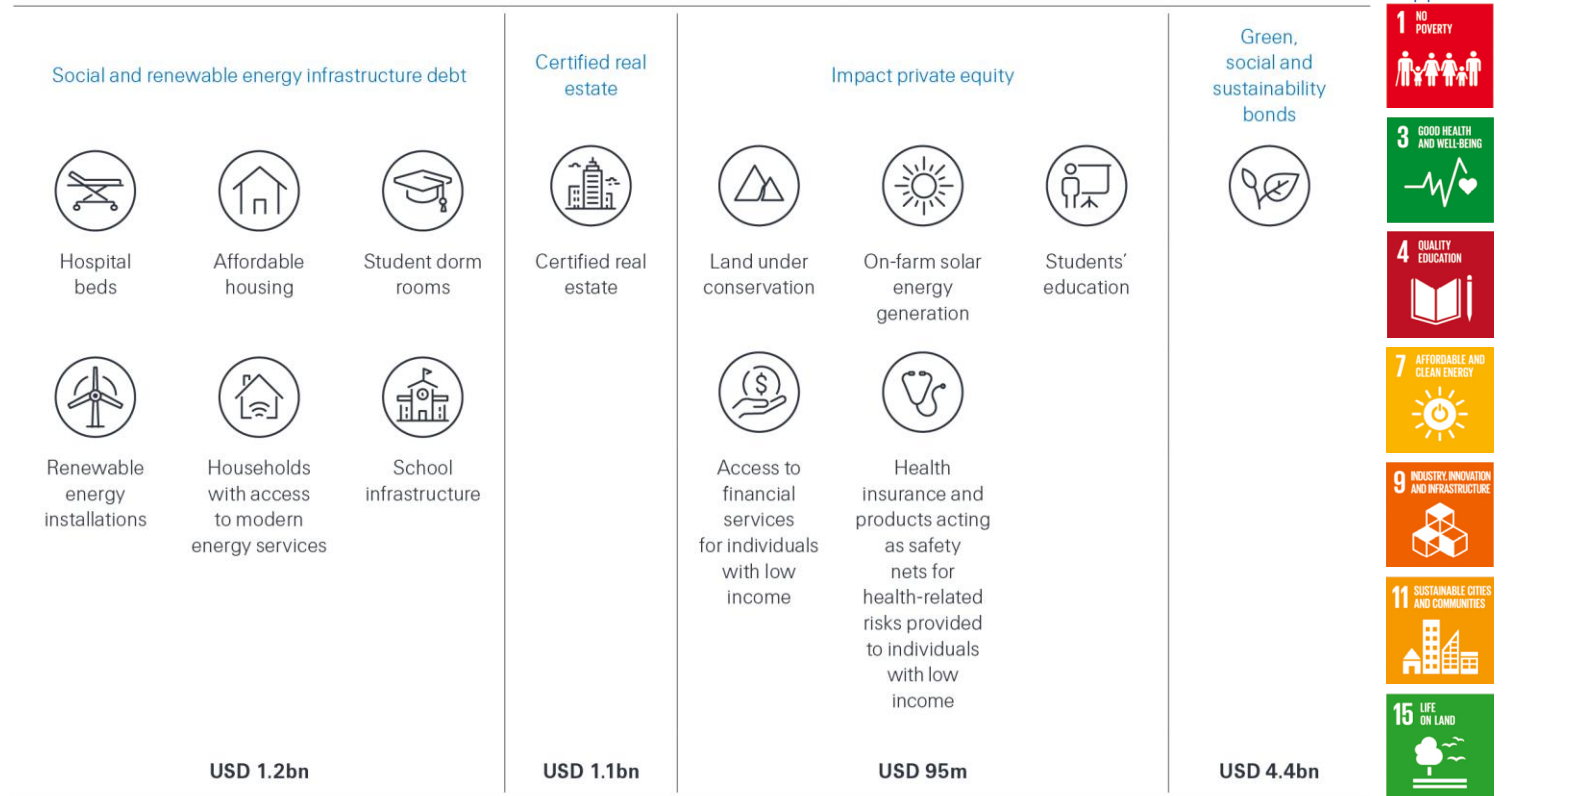 Social and renewable energy infrastructure debt
Certified real
estate
Impact private equity
Green,
social and
sustainability
bonds
Hospital
beds
Affordable
housing
Student dorm
rooms
Certified real
estate
Land under
conservation
On-farm solar
energy
generation
Students’
education
Renewable
energy
installations
Households
with access
to modern
energy services
School
infrastructure
$
Access to
financial
services
for individuals
with low
income
Health
insurance and
products acting
as safety
nets for
health-related
risks provided
to individuals
with low
income
USD 1.2bn
USD 1.1bn
USD 95m
USD 4.4bn
1 NO
POVERTY
3 GOOD HEALTH
AND WELL-BEING
4 QUALITY
EDUCATION
7 AFFORDABLE AND
CLEAN ENERGY
9 INDUSTRY, INNOVATION
AND INFRASTRUCTURE
11 SUSTAINABLE CITIES
AND COMMUNITIES
15 LIFE
ON LAND